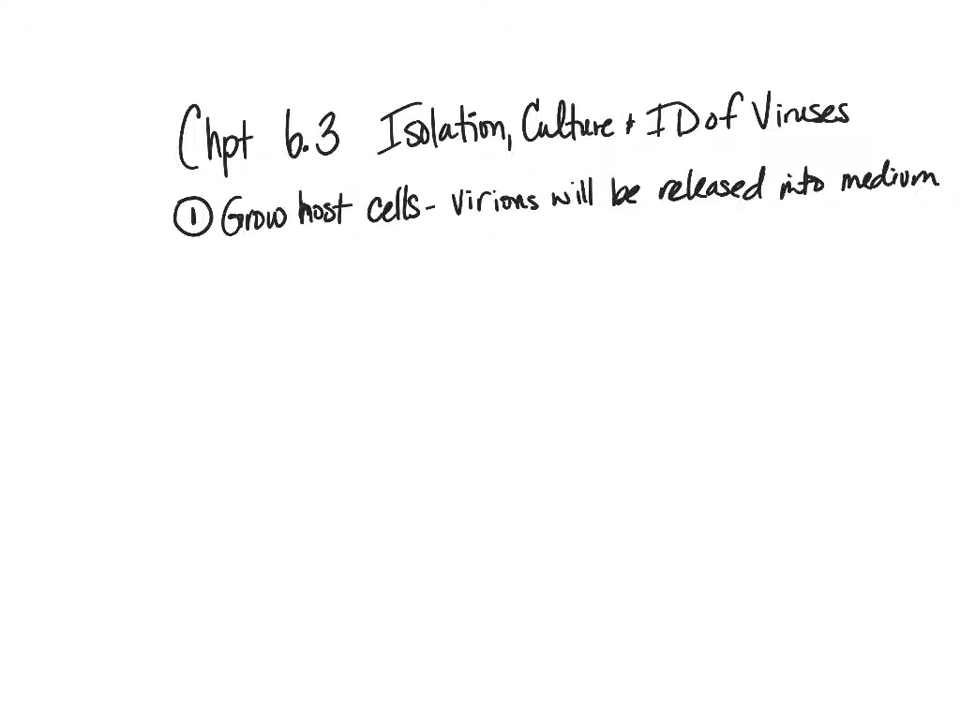 Chpt 6.3 Isolation, Culture + ID of Viruses
① Grow host cells - virions will be released into medium